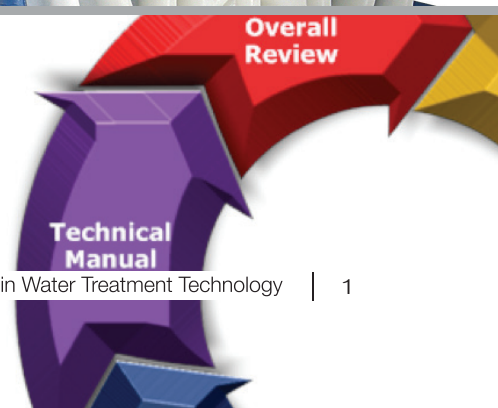 Overall
Review
Technical
Manual
in Water Treatment Technology | 1